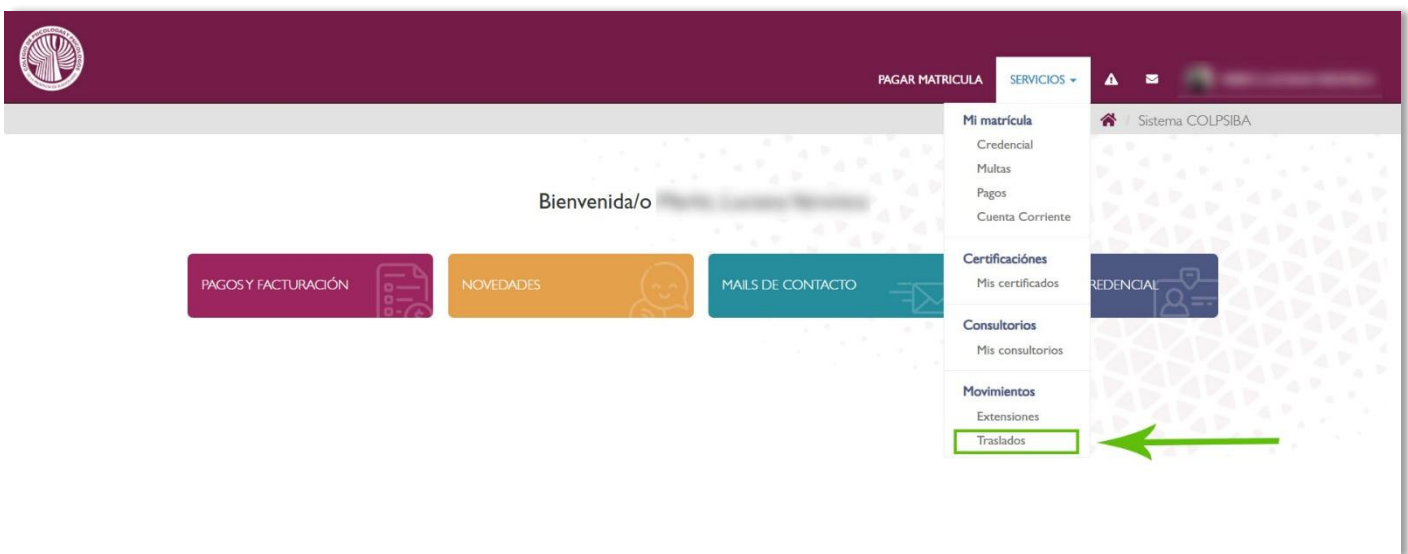 PAGAR MATRICULA
SERVICIOS
Sistema COLPSIBA
Mi matrícula
Credencial
Multas
Pagos
Cuenta Corriente
Certificaciónes
Mis certificados
Consultorios
Mis consultorios
Movimientos
Extensiones
Traslados
Bienvenida/o
PAGOS Y FACTURACIÓN
NOVEDADES
MAILS DE CONTACTO
REDENCIAL